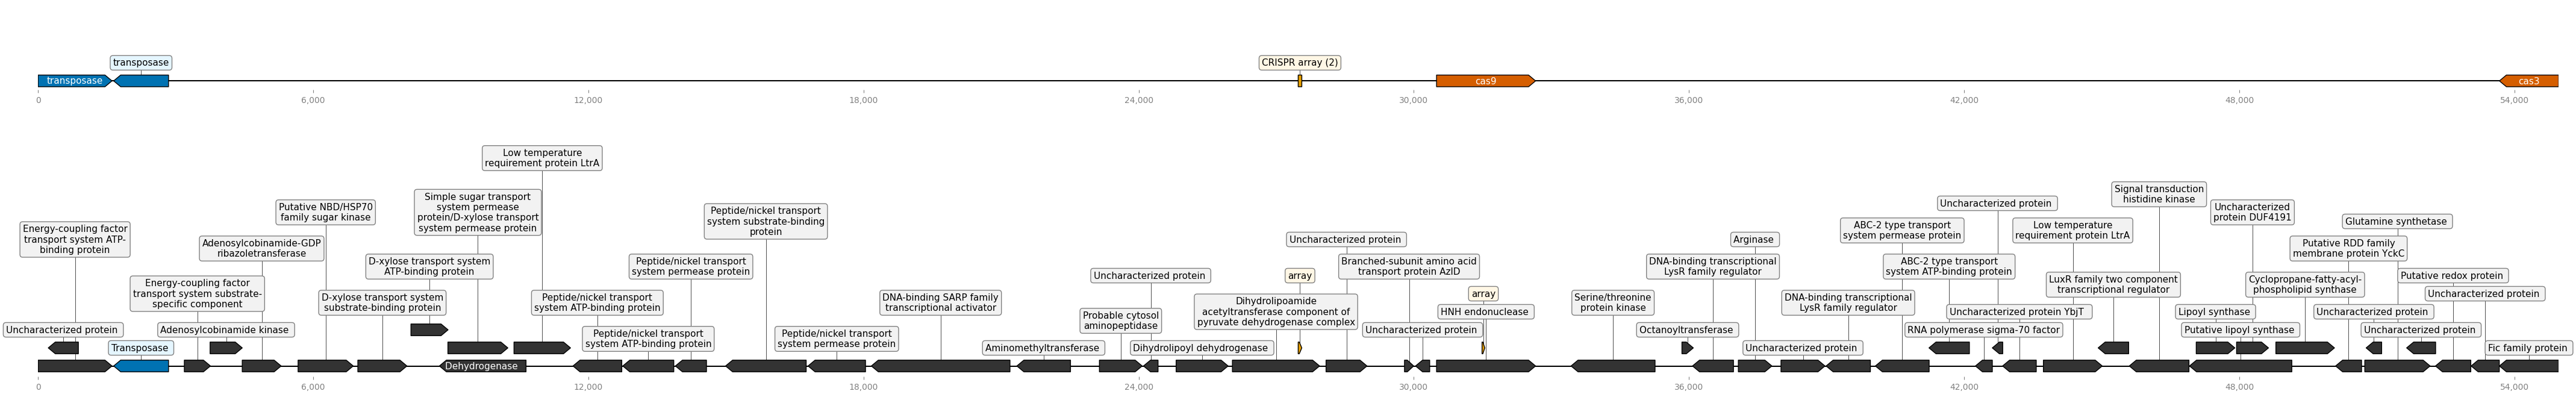 transposase
CRISPR array (2)
transposase
cas9
cas3
0
6,000
12,000
18,000
24,000
30,000
36,000
42,000
48,000
54,000
Low temperature
requirement protein LtrA
Signal transduction
histidine kinase
Simple sugar transport
system permease
protein/D-xylose transport
system permease protein
Uncharacterized protein
Putative NBD/HSP70
family sugar kinase
Uncharacterized
protein DUF4191
Peptide/nickel transport
system substrate-binding
protein
Energy-coupling factor
transport system ATP-
binding protein
ABC-2 type transport
system permease protein
Low temperature
requirement protein LtrA
Glutamine synthetase
Adenosylcobinamide-GDP
ribazoletransferase
Uncharacterized protein
Arginase
Putative RDD family
membrane protein YckC
D-xylose transport system
ATP-binding protein
Peptide/nickel transport
system permease protein
Branched-subunit amino acid
transport protein AzlD
DNA-binding transcriptional
LysR family regulator
ABC-2 type transport
system ATP-binding protein
Uncharacterized protein
array
Putative redox protein
Energy-coupling factor
transport system substrate-
specific component
LuxR family two component
transcriptional regulator
Cyclopropane-fatty-acyl-
phospholipid synthase
D-xylose transport system
substrate-binding protein
Peptide/nickel transport
system ATP-binding protein
DNA-binding SARP family
transcriptional activator
Dihydrolipoamide
acetyltransferase component of
pyruvate dehydrogenase complex
array
Serine/threonine
protein kinase
DNA-binding transcriptional
LysR family regulator
Uncharacterized protein
Probable cytosol
aminopeptidase
HNH endonuclease
Uncharacterized protein YbjT
Lipoyl synthase
Uncharacterized protein
Uncharacterized protein
Adenosylcobinamide kinase
Peptide/nickel transport
system ATP-binding protein
Peptide/nickel transport
system permease protein
Uncharacterized protein
Octanoyltransferase
RNA polymerase sigma-70 factor
Putative lipoyl synthase
Uncharacterized protein
Transposase
Aminomethyltransferase
Dihydrolipoyl dehydrogenase
Uncharacterized protein
Fic family protein
Dehydrogenase
0
6,000
12,000
18,000
24,000
30,000
36,000
42,000
48,000
54,000